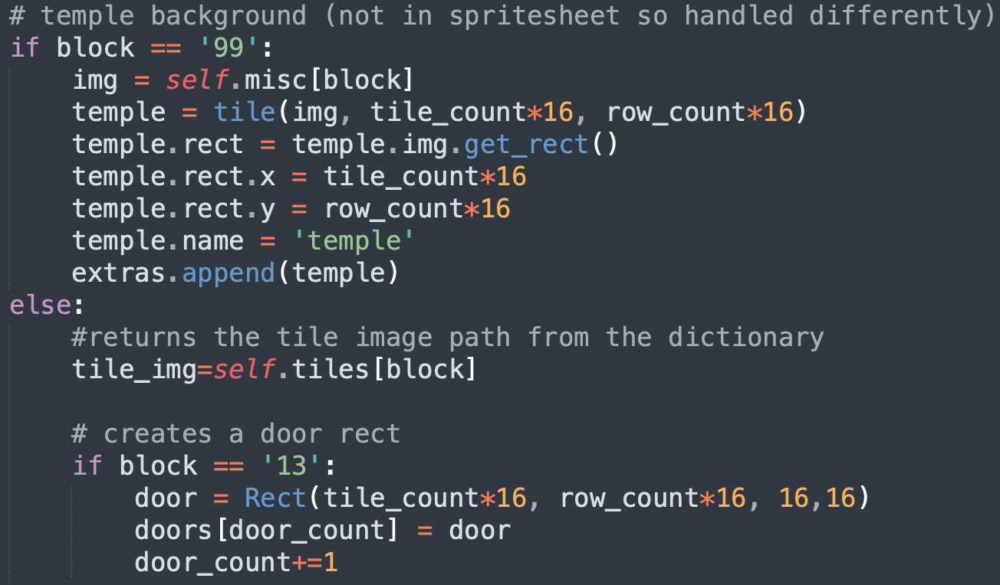 # temple background (not in spritesheet so handled differently)
if block == '99':
    img = self.misc[block]
    temple = tile(img, tile_count*16, row_count*16)
    temple.rect = temple.img.get_rect()
    temple.rect.x = tile_count*16
    temple.rect.y = row_count*16
    temple.name = 'temple'
    extras.append(temple)
else:
    #returns the tile image path from the dictionary
    tile_img=self.tiles[block]

    # creates a door rect
    if block == '13':
        door = Rect(tile_count*16, row_count*16, 16,16)
        doors[door_count] = door
        door_count+=1